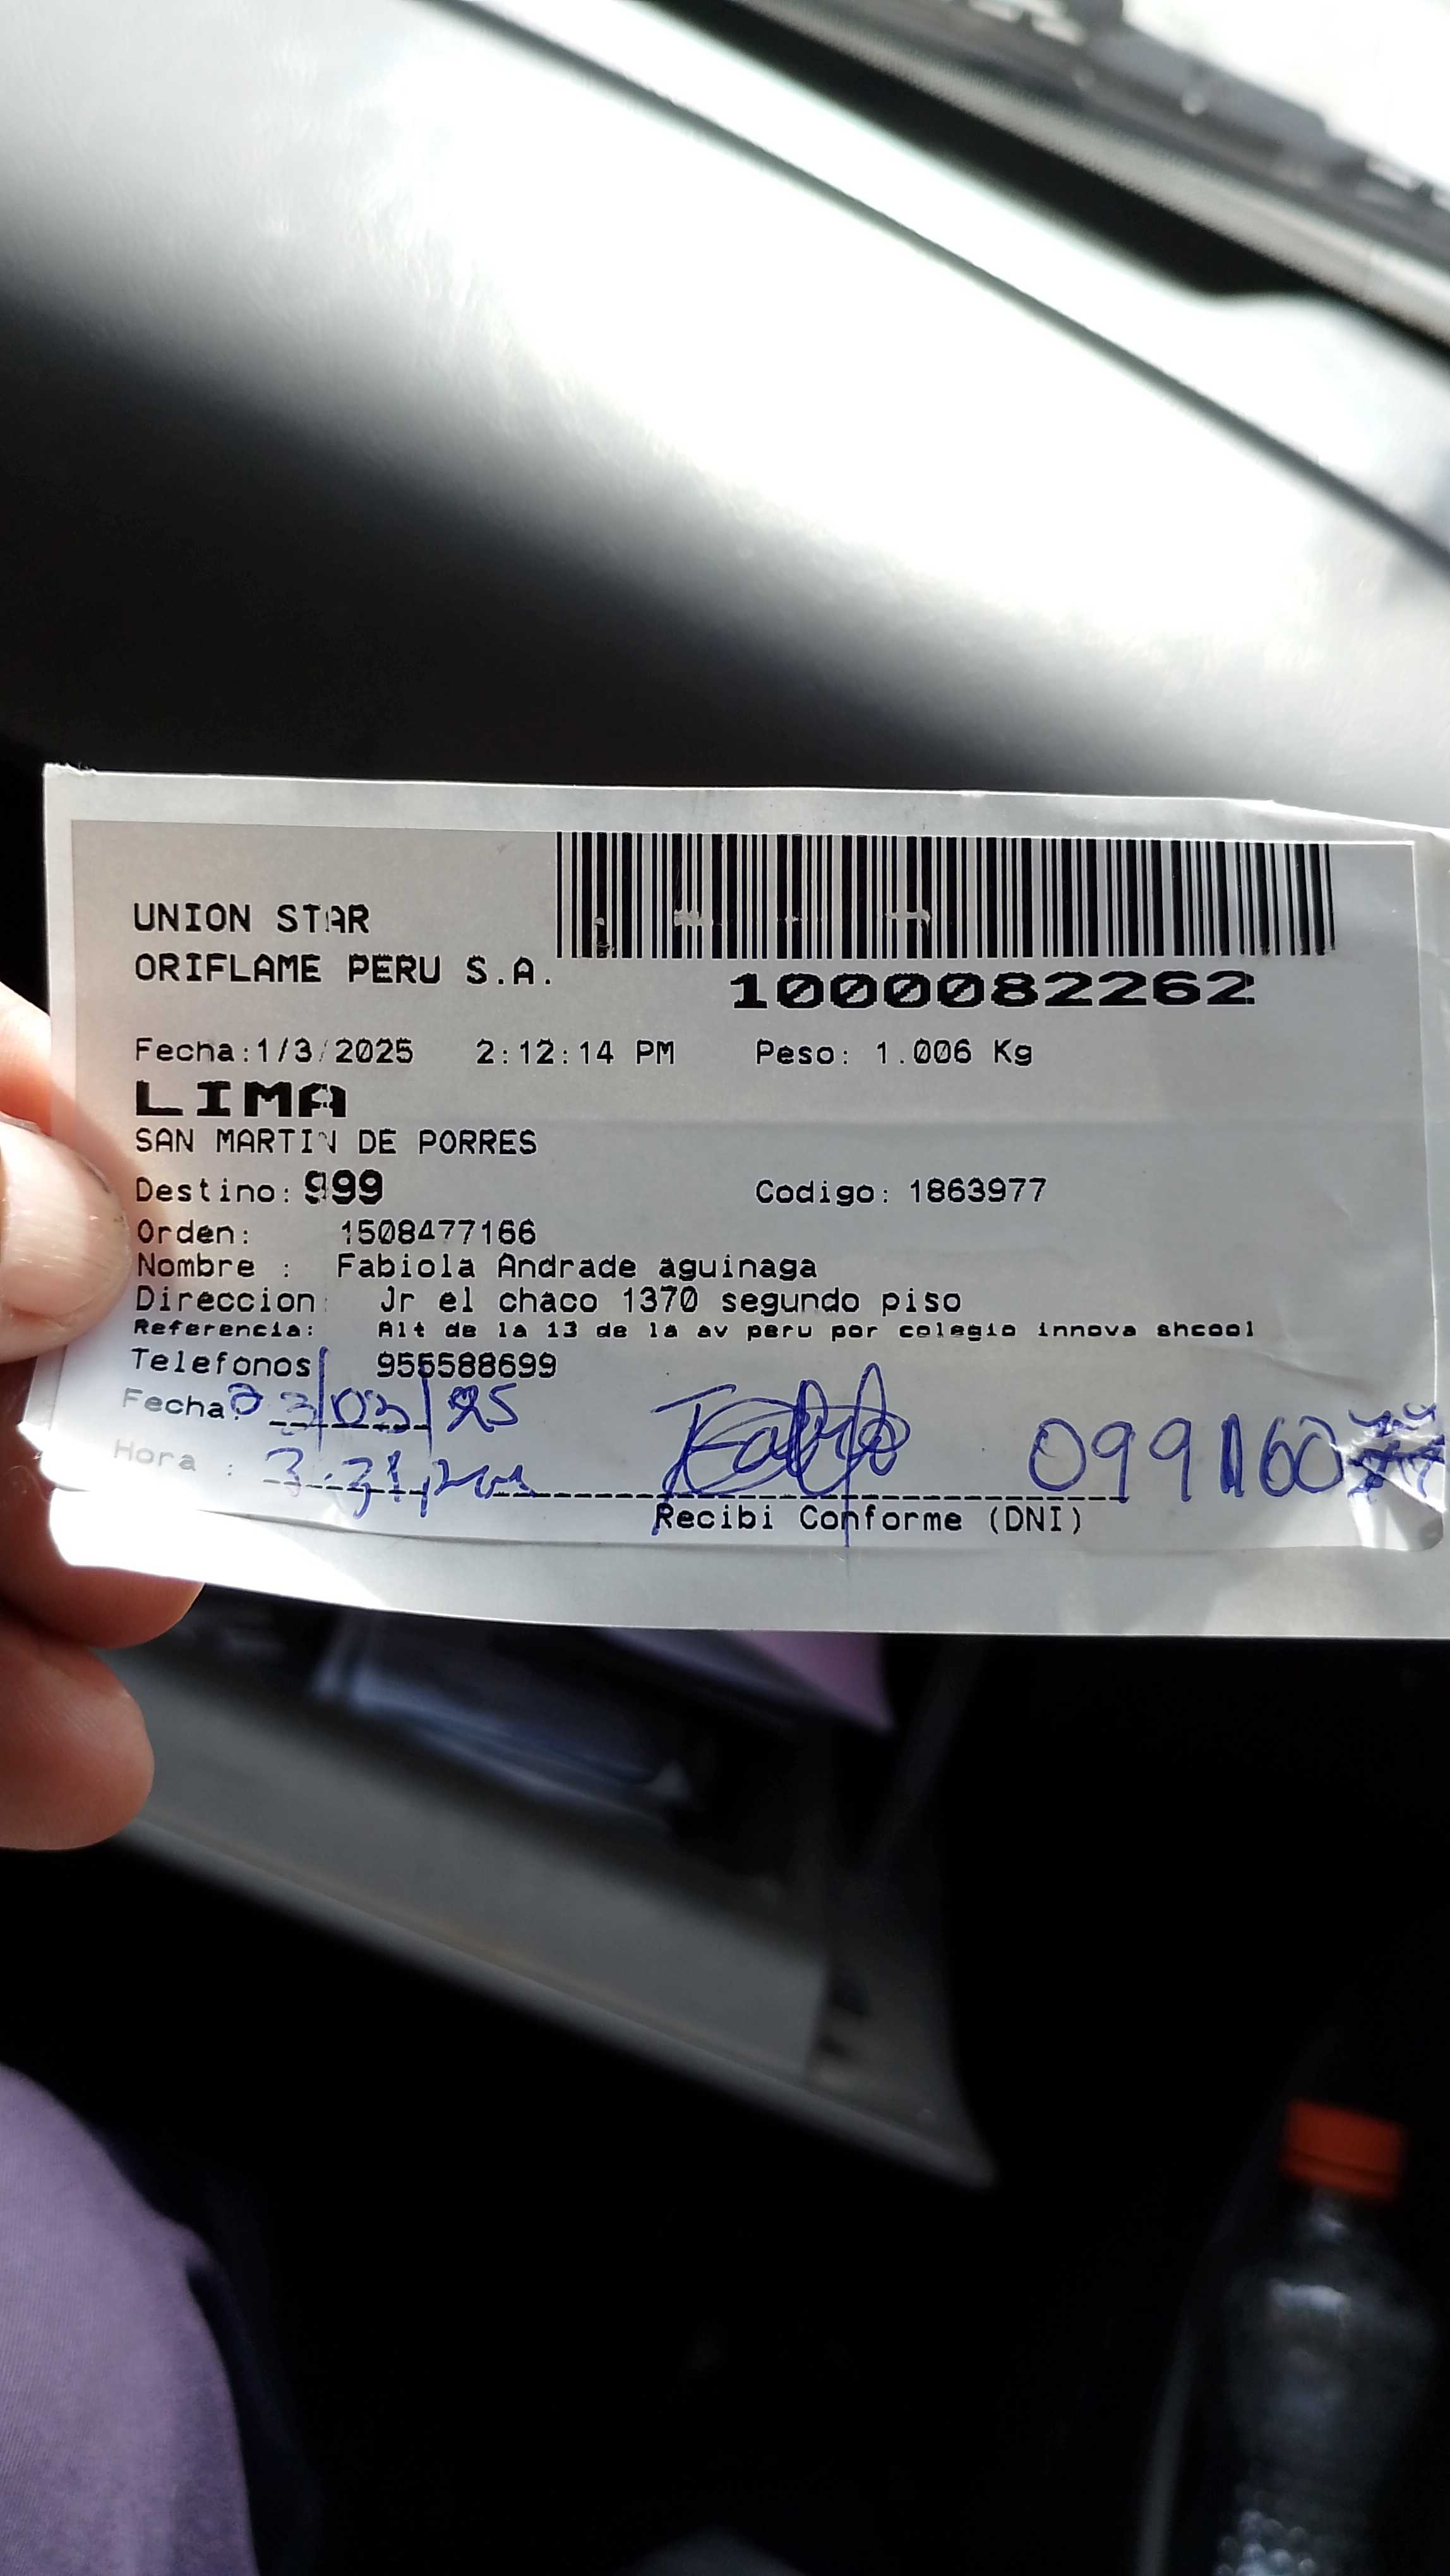 UNION STAR
ORIFLAME PERU S.A.
1000082262
Fecha:1/3/2025 2:12:14 PM Peso: 1.006 Kg
LIMA
SAN MARTIN DE PORRES
Destino: 999 Codigo: 1863977
Orden: 1508477166
Nombre : Fabiola Andrade aguinaga
Direccion: Jr el chaco 1370 segundo piso
Referencia: Alt de la 13 de la av peru por colegio innova shcool
Telefonos 955588699
Fecha: 03/03/25
Hora :
Recibi Conforme (DNI)